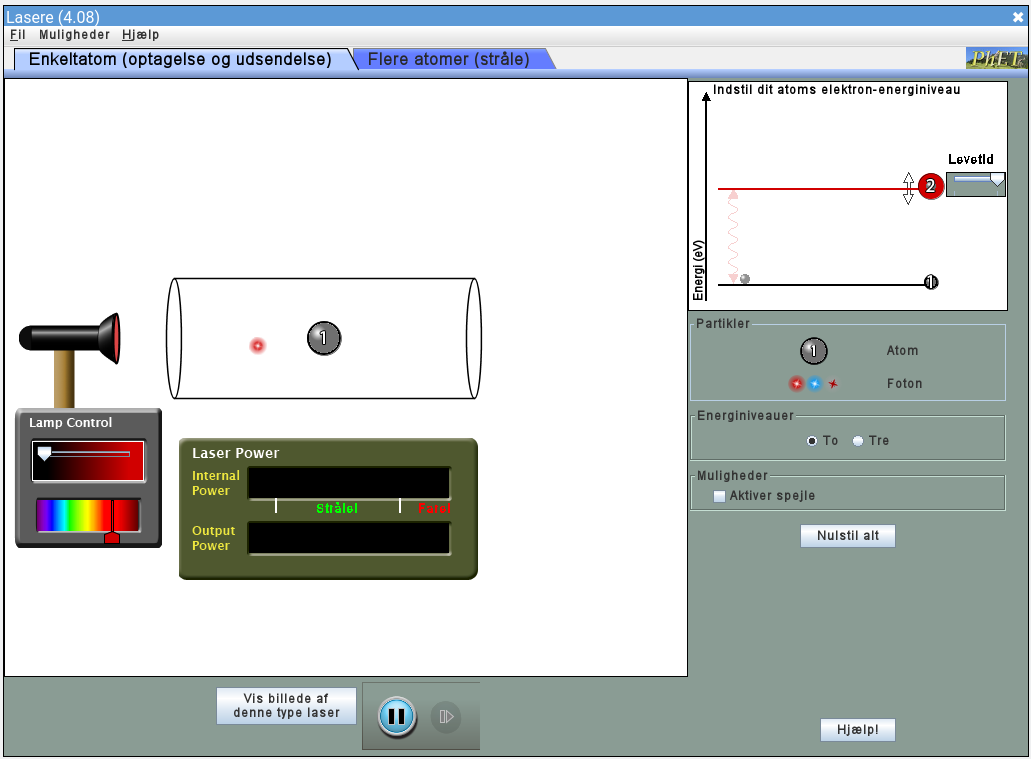 Lasere (4.08)
Fil Muligheder Hjælp
Enkeltatom (optagelse og udsendelse)
Flere atomer (stråle)
PhET
Indstil dit atoms elektron-energiniveau
Levetid
2
Energi (eV)
1
1
Partikler
1 Atom
Foton
Lamp Control
Energiniveauer
To Tre
Laser Power
Internal
Power
Stråle!
Output
Power
Muligheder
Aktiver spejle
Nulstil alt
Vis billede af
denne type laser
Hjælp!